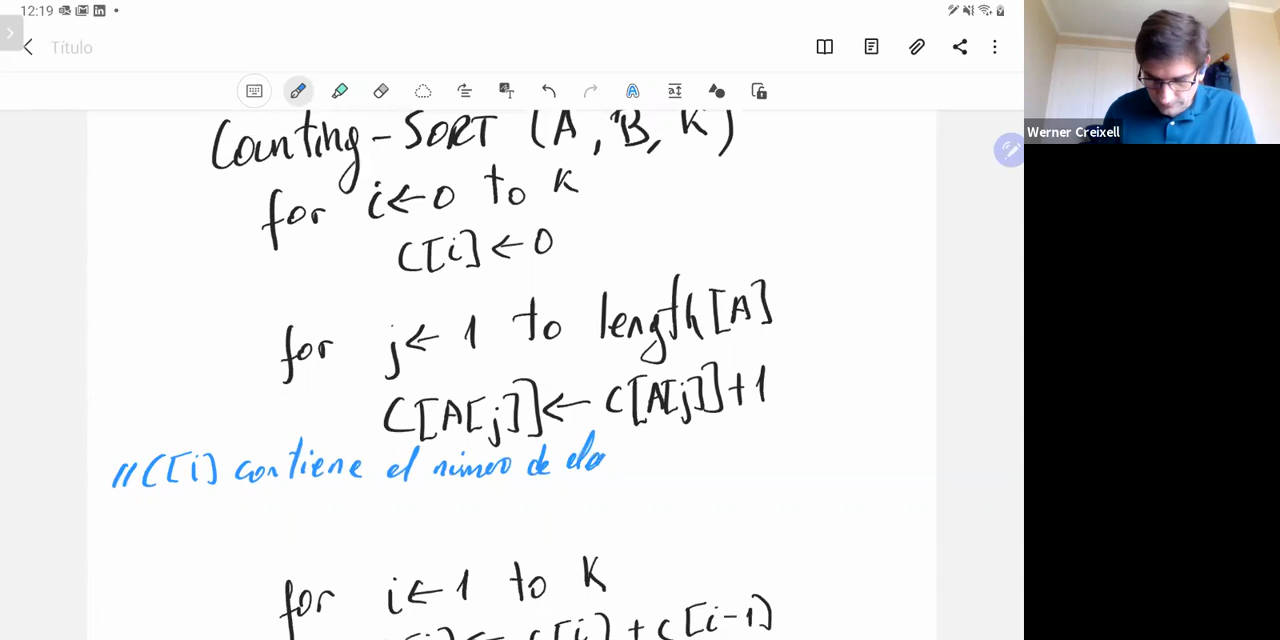 12:19
Título
Werner Creixell
Counting-SORT (A, B, K)
for i←0 to K
C[i]←0
for j←1 to length[A]
C[A[j]]←C[A[j]]+1
//C[i] contiene el número de ele
for i←1 to K
C[i]←C[i]+C[i-1]